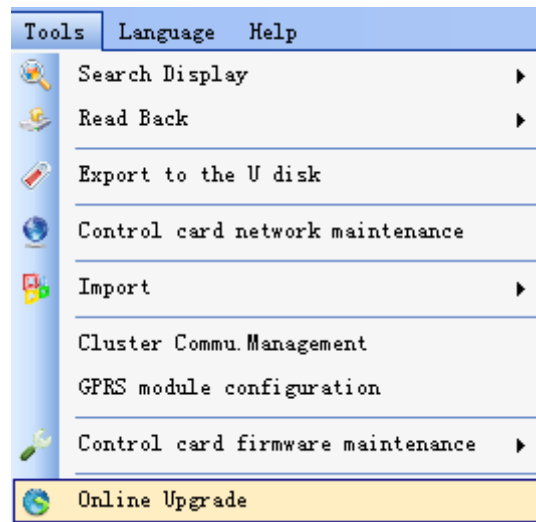 Tools Language Help
Search Display
Read Back
Export to the U disk
Control card network maintenance
Import
Cluster Commu.Management
GPRS module configuration
Control card firmware maintenance
Online Upgrade